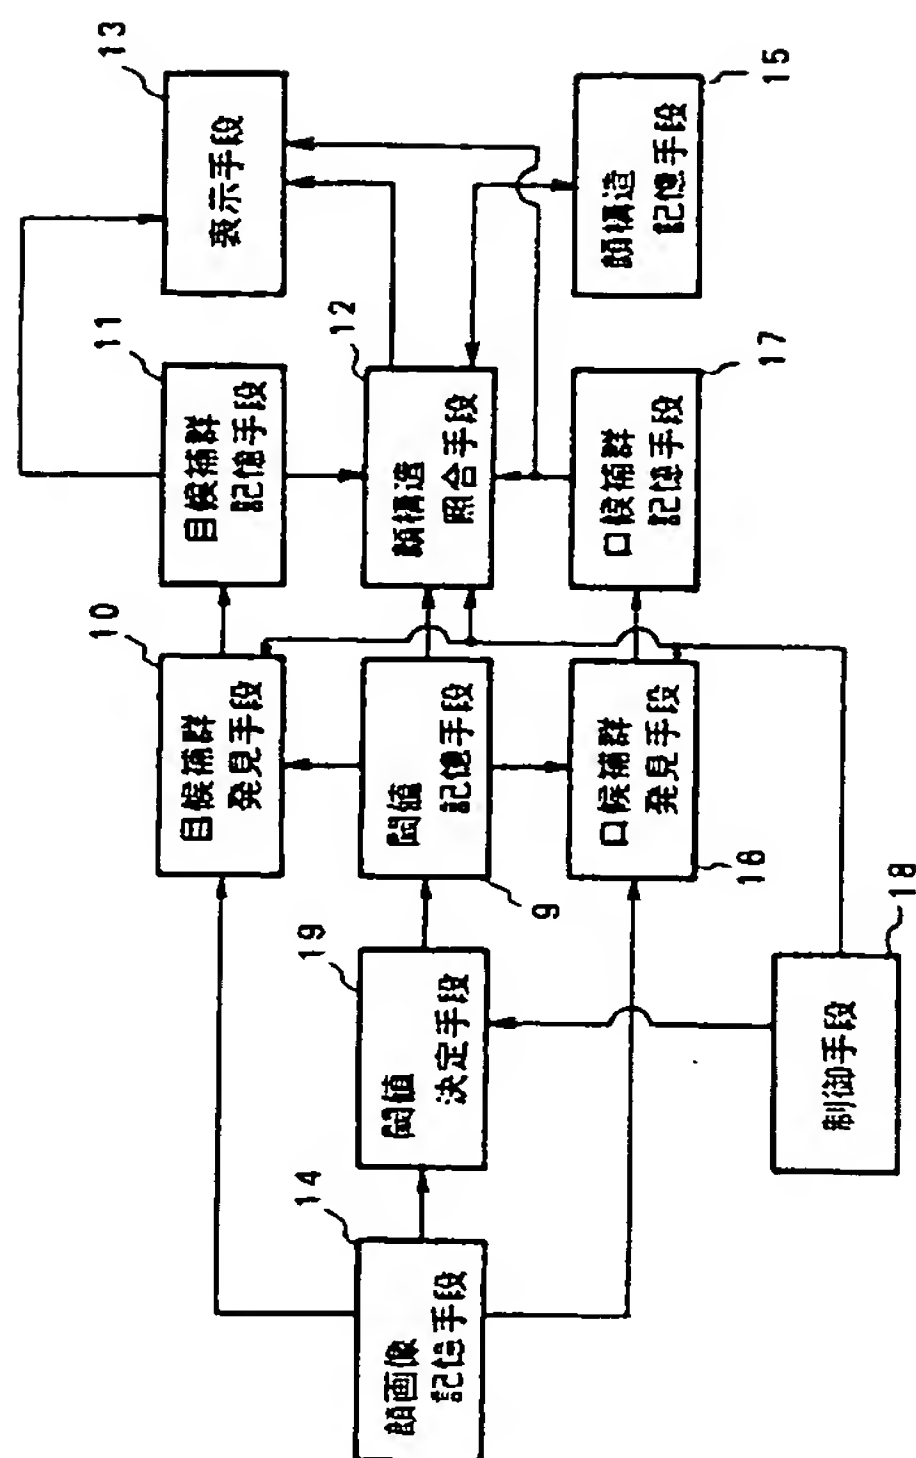 14
顔画像
記憶手段
19
閾値
決定手段
制御手段
18
10
目候補群
発見手段
閾値
記憶手段
9
口候補群
発見手段
16
11
目候補群
記憶手段
12
顔構造
照合手段
口候補群
記憶手段
17
13
表示手段
顔構造
記憶手段
15